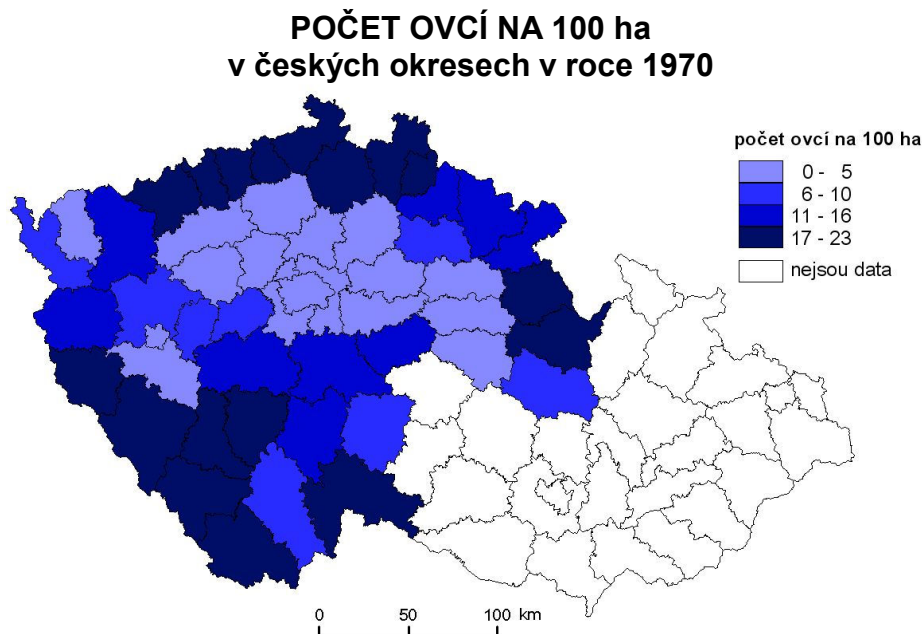 POČET OVCÍ NA 100 ha
v českých okresech v roce 1970
počet ovcí na 100 ha
0 - 5
6 - 10
11 - 16
17 - 23
nejsou data
0 50 100 km